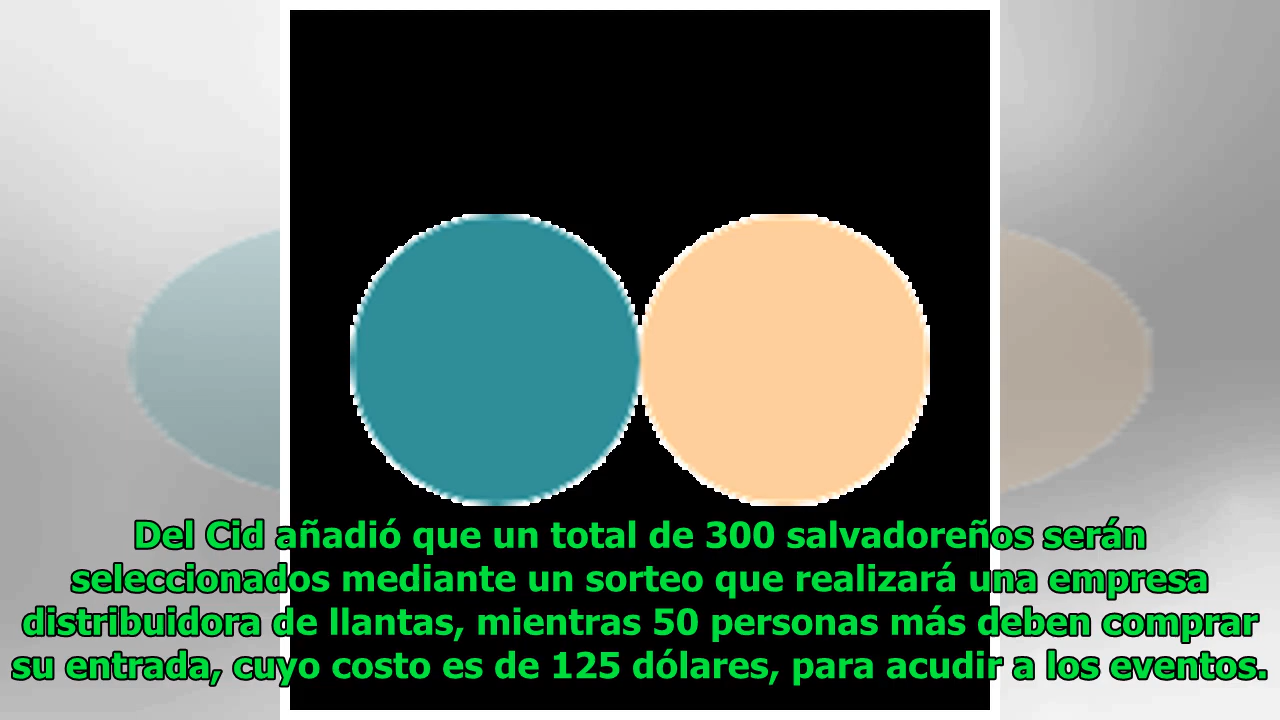 Del Cid añadió que un total de 300 salvadoreños serán
seleccionados mediante un sorteo que realizará una empresa
distribuidora de llantas, mientras 50 personas más deben comprar
su entrada, cuyo costo es de 125 dólares, para acudir a los eventos.